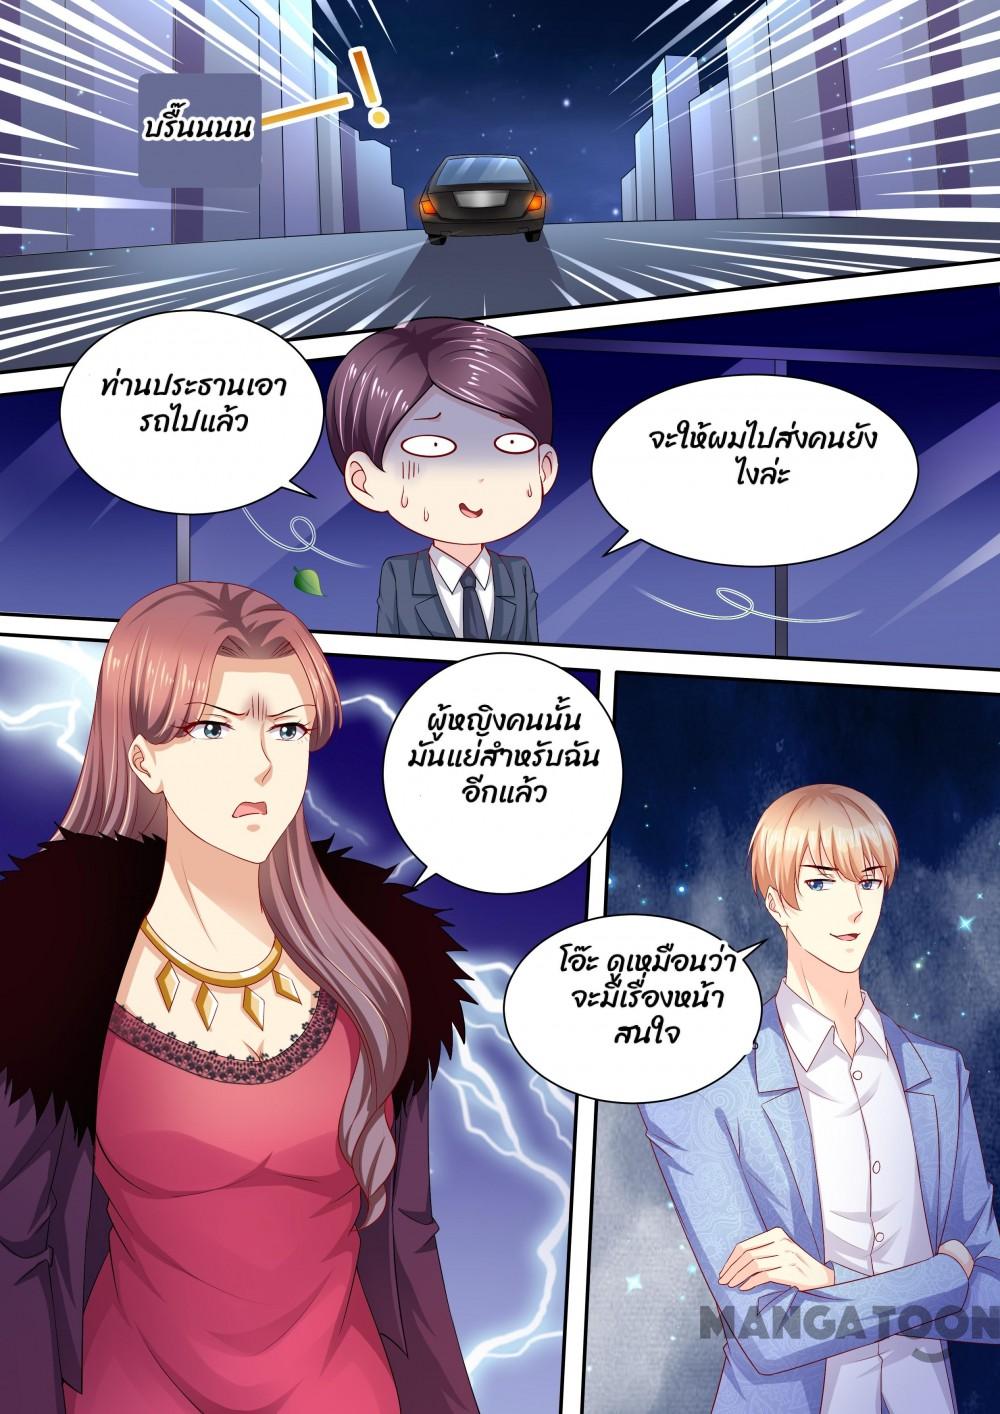 บรื๊นนนน
!
ท่านประธานเอา
รถไปแล้ว
จะให้ผมไปส่งคนยัง
ไงล่ะ
ผู้หญิงคนนั้น
มันแย่สำหรับฉัน
อีกแล้ว
โอ๊ะ ดูเหมือนว่า
จะมีเรื่องหน้า
สนใจ
MANGATOON